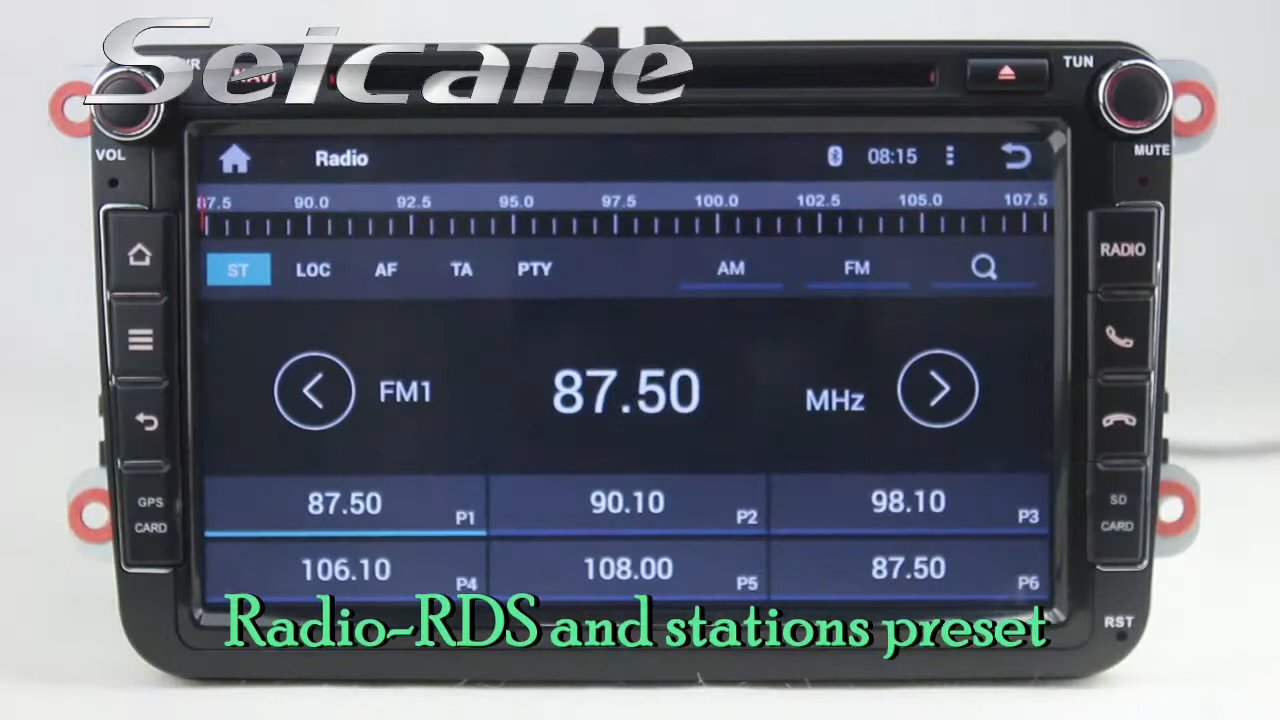 Seicane
NAVI
TUN
VOL
MUTE
Radio
08:15
87.5 90.0 92.5 95.0 97.5 100.0 102.5 105.0 107.5
ST LOC AF TA PTY AM FM
RADIO
FM1 87.50 MHz
87.50 P1 90.10 P2 98.10 P3
106.10 P4 108.00 P5 87.50 P6
GPS
CARD
SD
CARD
Radio-RDS and stations preset
RST